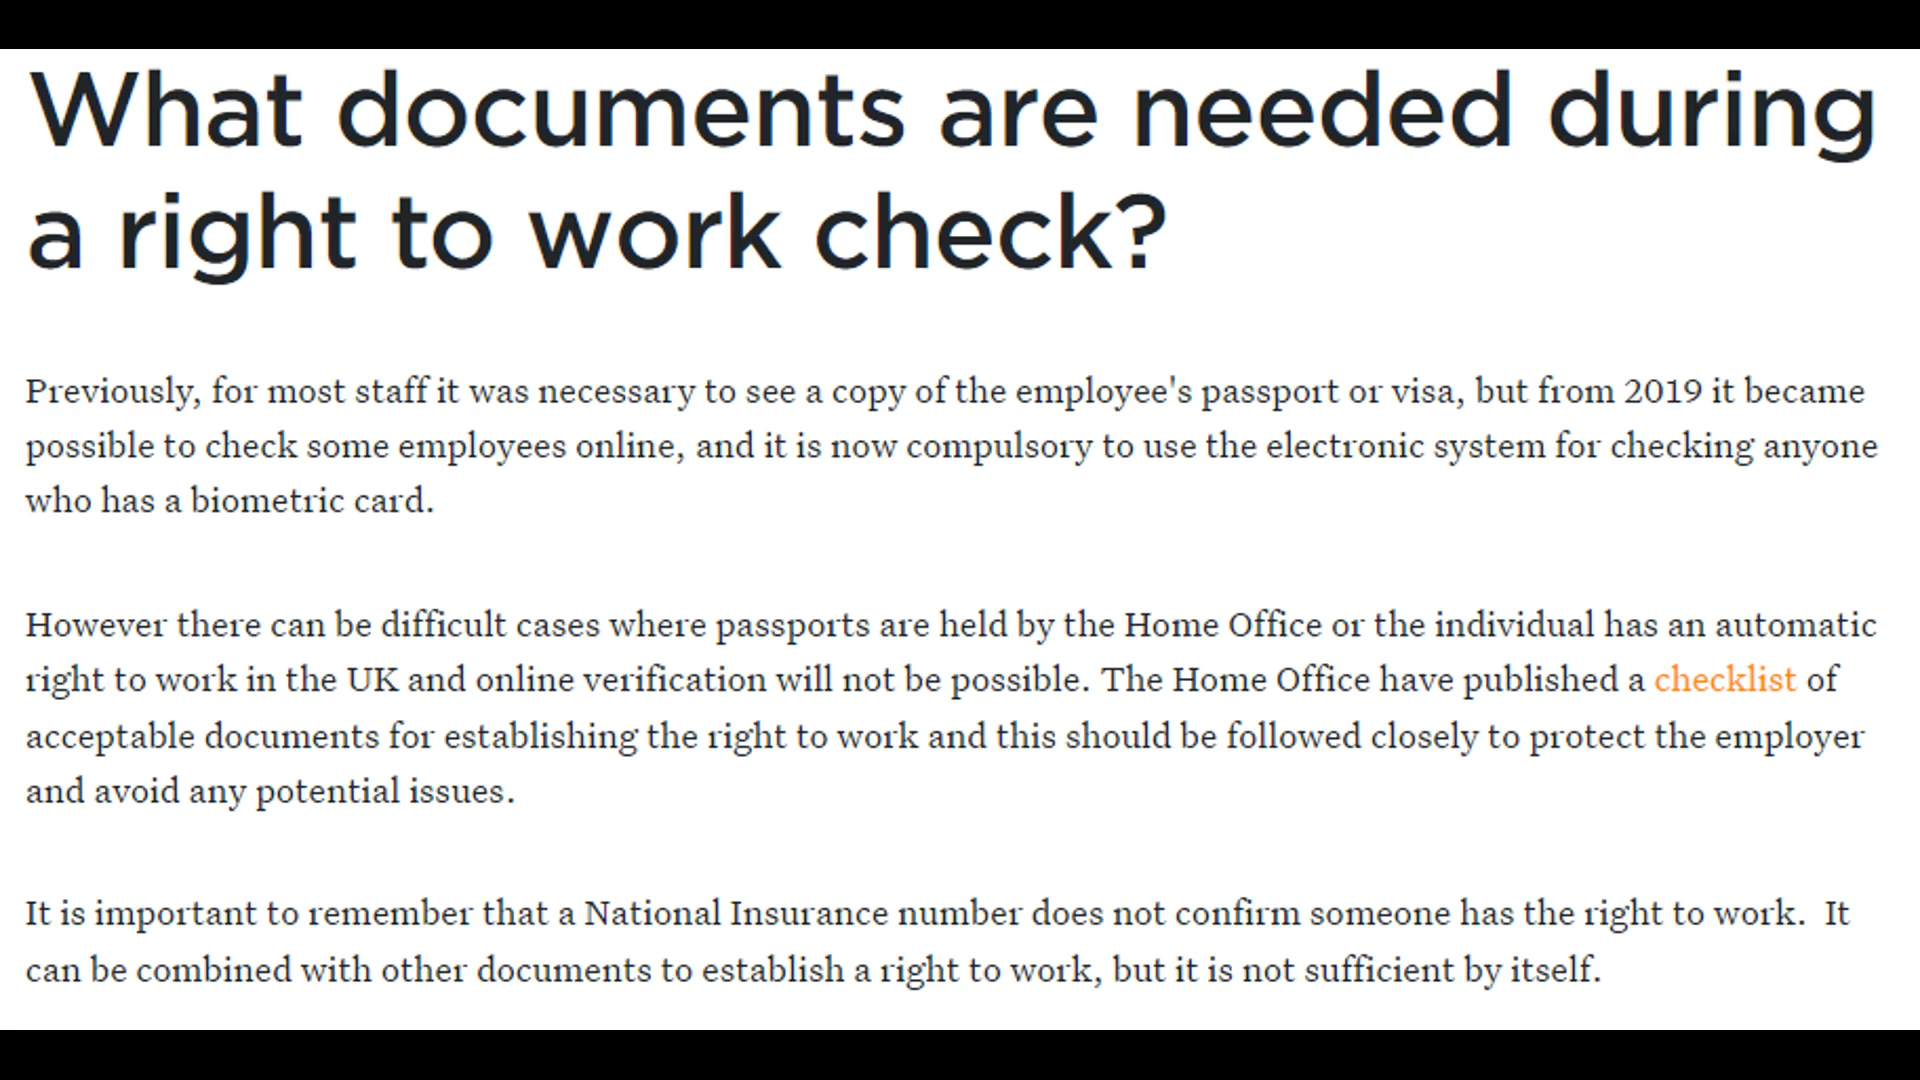 What documents are needed during
a right to work check?
Previously, for most staff it was necessary to see a copy of the employee's passport or visa, but from 2019 it became
possible to check some employees online, and it is now compulsory to use the electronic system for checking anyone
who has a biometric card.
However there can be difficult cases where passports are held by the Home Office or the individual has an automatic
right to work in the UK and online verification will not be possible. The Home Office have published a checklist of
acceptable documents for establishing the right to work and this should be followed closely to protect the employer
and avoid any potential issues.
It is important to remember that a National Insurance number does not confirm someone has the right to work.  It
can be combined with other documents to establish a right to work, but it is not sufficient by itself.